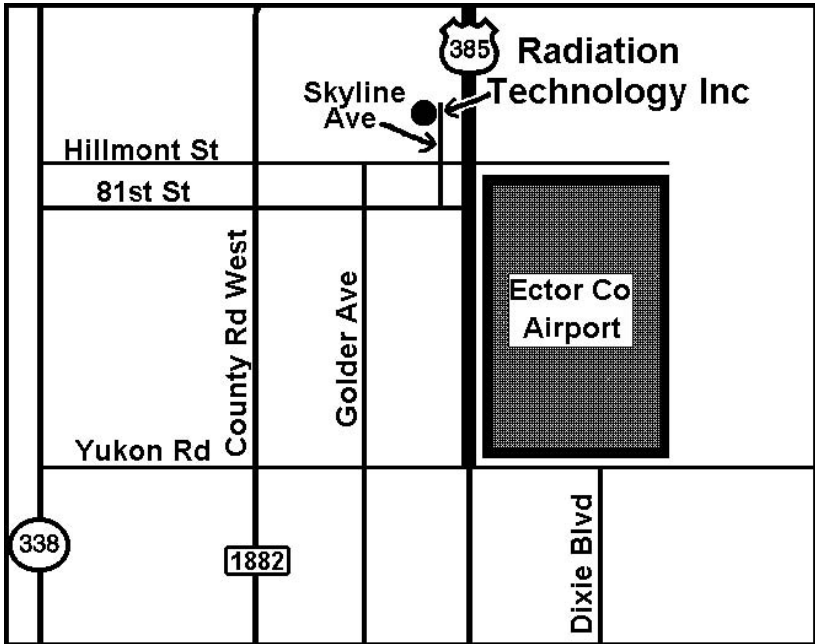 385
Radiation
Technology Inc
Skyline
Ave
Hillmont St
81st St
County Rd West
Golder Ave
Ector Co
Airport
Yukon Rd
338
1882
Dixie Blvd